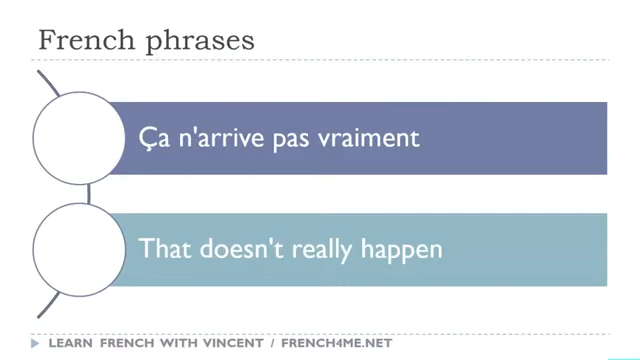 French phrases
Ça n'arrive pas vraiment
That doesn't really happen
LEARN FRENCH WITH VINCENT / FRENCH4ME.NET